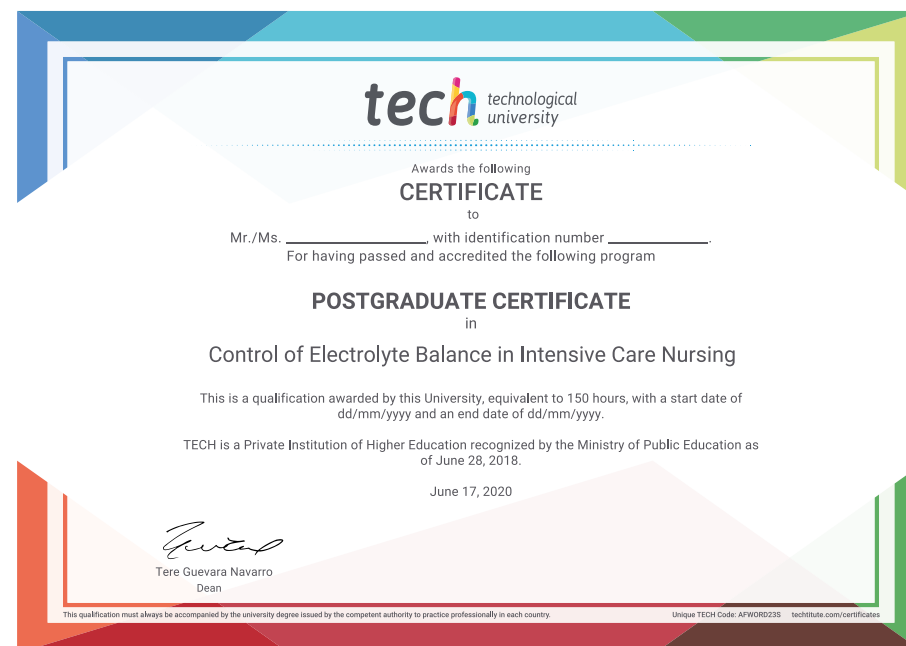 tech technological
university
Awards the following
CERTIFICATE
to
Mr./Ms. ____________________, with identification number ______________.
For having passed and accredited the following program
POSTGRADUATE CERTIFICATE
in
Control of Electrolyte Balance in Intensive Care Nursing
This is a qualification awarded by this University, equivalent to 150 hours, with a start date of
dd/mm/yyyy and an end date of dd/mm/yyyy.
TECH is a Private Institution of Higher Education recognized by the Ministry of Public Education as
of June 28, 2018.
June 17, 2020
Tere Guevara Navarro
Dean
This qualification must always be accompanied by the university degree issued by the competent authority to practice professionally in each country.
Unique TECH Code: AFWORD23S techtitute.com/certificates